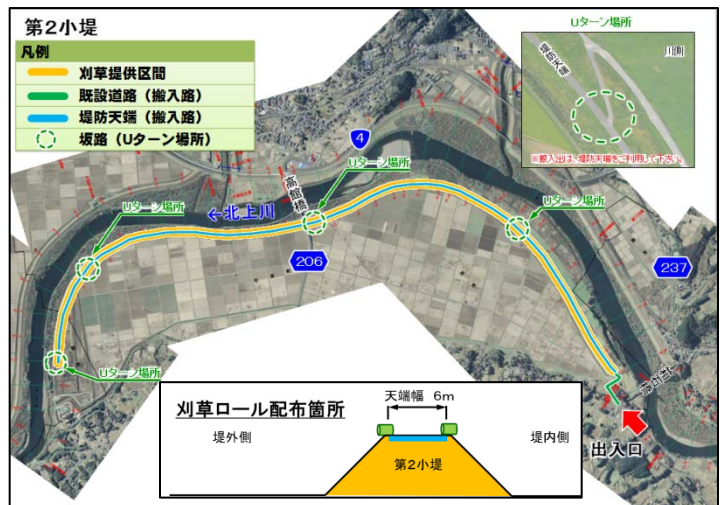 第2小堤
凡例
刈草提供区間
既設道路(搬入路)
堤防天端(搬入路)
坂路(Uターン場所)
Uターン場所
堤防天端
川側
※搬入出は、堤防天端をご利用して下さい。
4
Uターン場所
高館橋
Uターン場所
Uターン場所
←北上川
206
237
Uターン場所
出入口
刈草ロール配布箇所
天端幅 6m
堤外側
堤内側
第2小堤